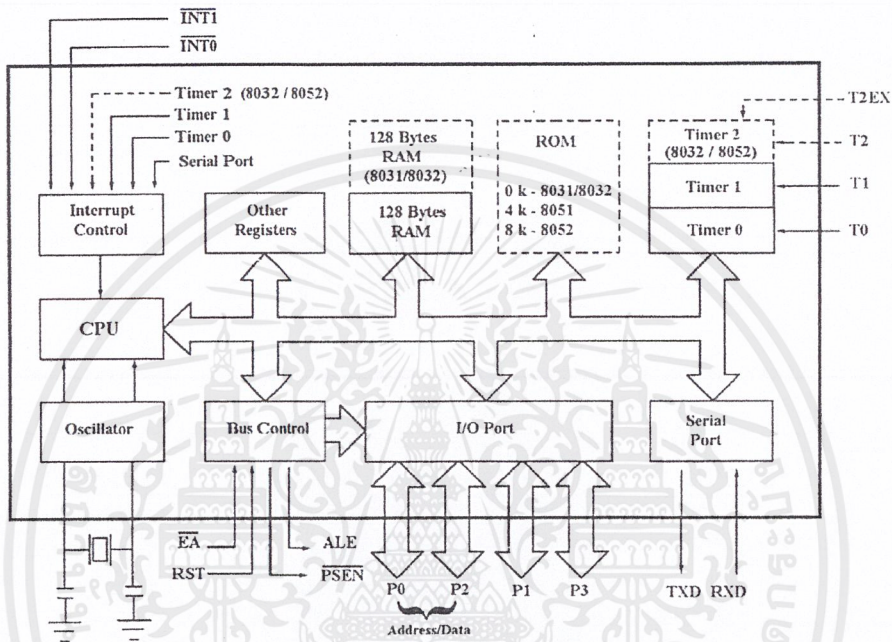 INT1
INT0
Timer 2 (8032 / 8052)
Timer 1
Timer 0
Serial Port
Interrupt
Control
Other
Registers
128 Bytes
RAM
(8031/8032)
128 Bytes
RAM
ROM
0 k - 8031/8032
4 k - 8051
8 k - 8052
Timer 2
(8032 / 8052)
Timer 1
Timer 0
T2EX
T2
T1
T0
CPU
Oscillator
Bus Control
I/O Port
Serial
Port
EA
RST
ALE
PSEN
P0
P2
P1
P3
Address/Data
TXD
RXD